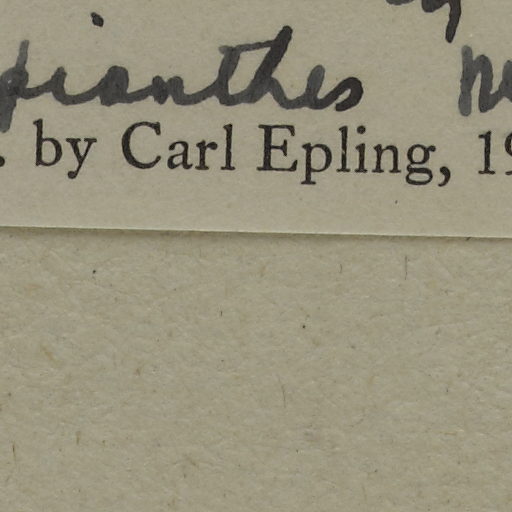 pianthes
. by Carl Epling, 19